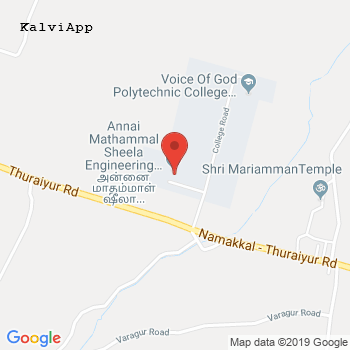 KalviApp
Voice Of God
Polytechnic College...
Annai
Mathammal
Sheela
Engineering...
அன்னை
மாதம்மாள்
ஷீலா...
College Road
Shri MariammanTemple
Thuraiyur Rd
Namakkal - Thuraiyur Rd
Varagur Road
Varagur Road
Google
Map data ©2019 Google